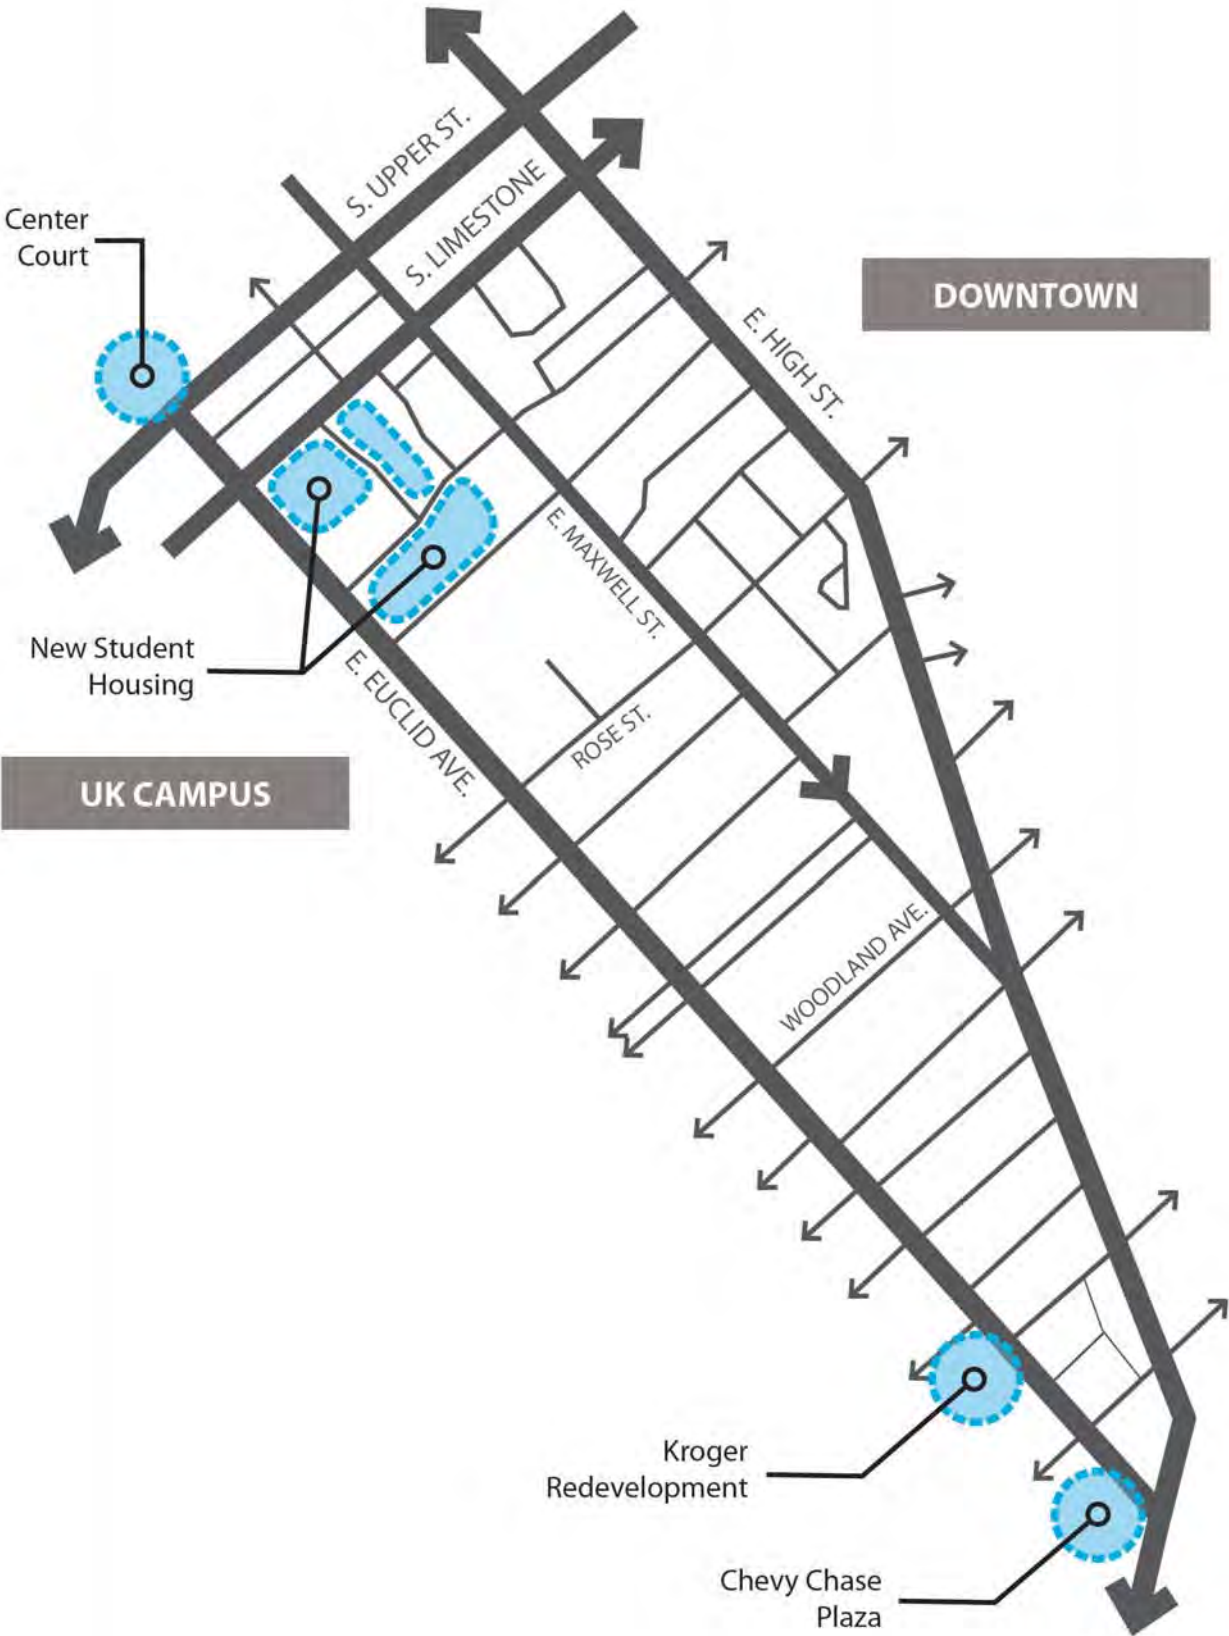 S. UPPER ST.
S. LIMESTONE
Center
Court
DOWNTOWN
E. HIGH ST.
E. MAXWELL ST.
New Student
Housing
E. EUCLID AVE.
ROSE ST.
UK CAMPUS
WOODLAND AVE.
Kroger
Redevelopment
Chevy Chase
Plaza